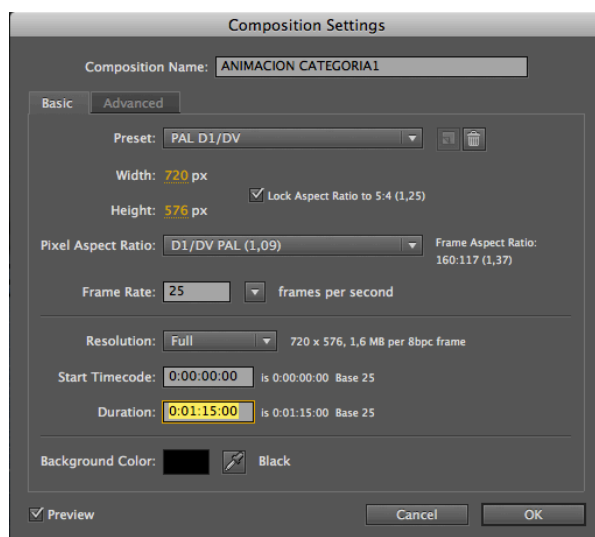 Composition Settings
Composition Name: ANIMACION CATEGORIA1
Basic Advanced
Preset: PAL D1/DV
Width: 720 px
Lock Aspect Ratio to 5:4 (1,25)
Height: 576 px
Pixel Aspect Ratio: D1/DV PAL (1,09)
Frame Aspect Ratio:
160:117 (1,37)
Frame Rate: 25 frames per second
Resolution: Full 720 x 576, 1,6 MB per 8bpc frame
Start Timecode: 0:00:00:00 is 0:00:00:00 Base 25
Duration: 0:01:15:00 is 0:01:15:00 Base 25
Background Color: Black
Preview Cancel OK